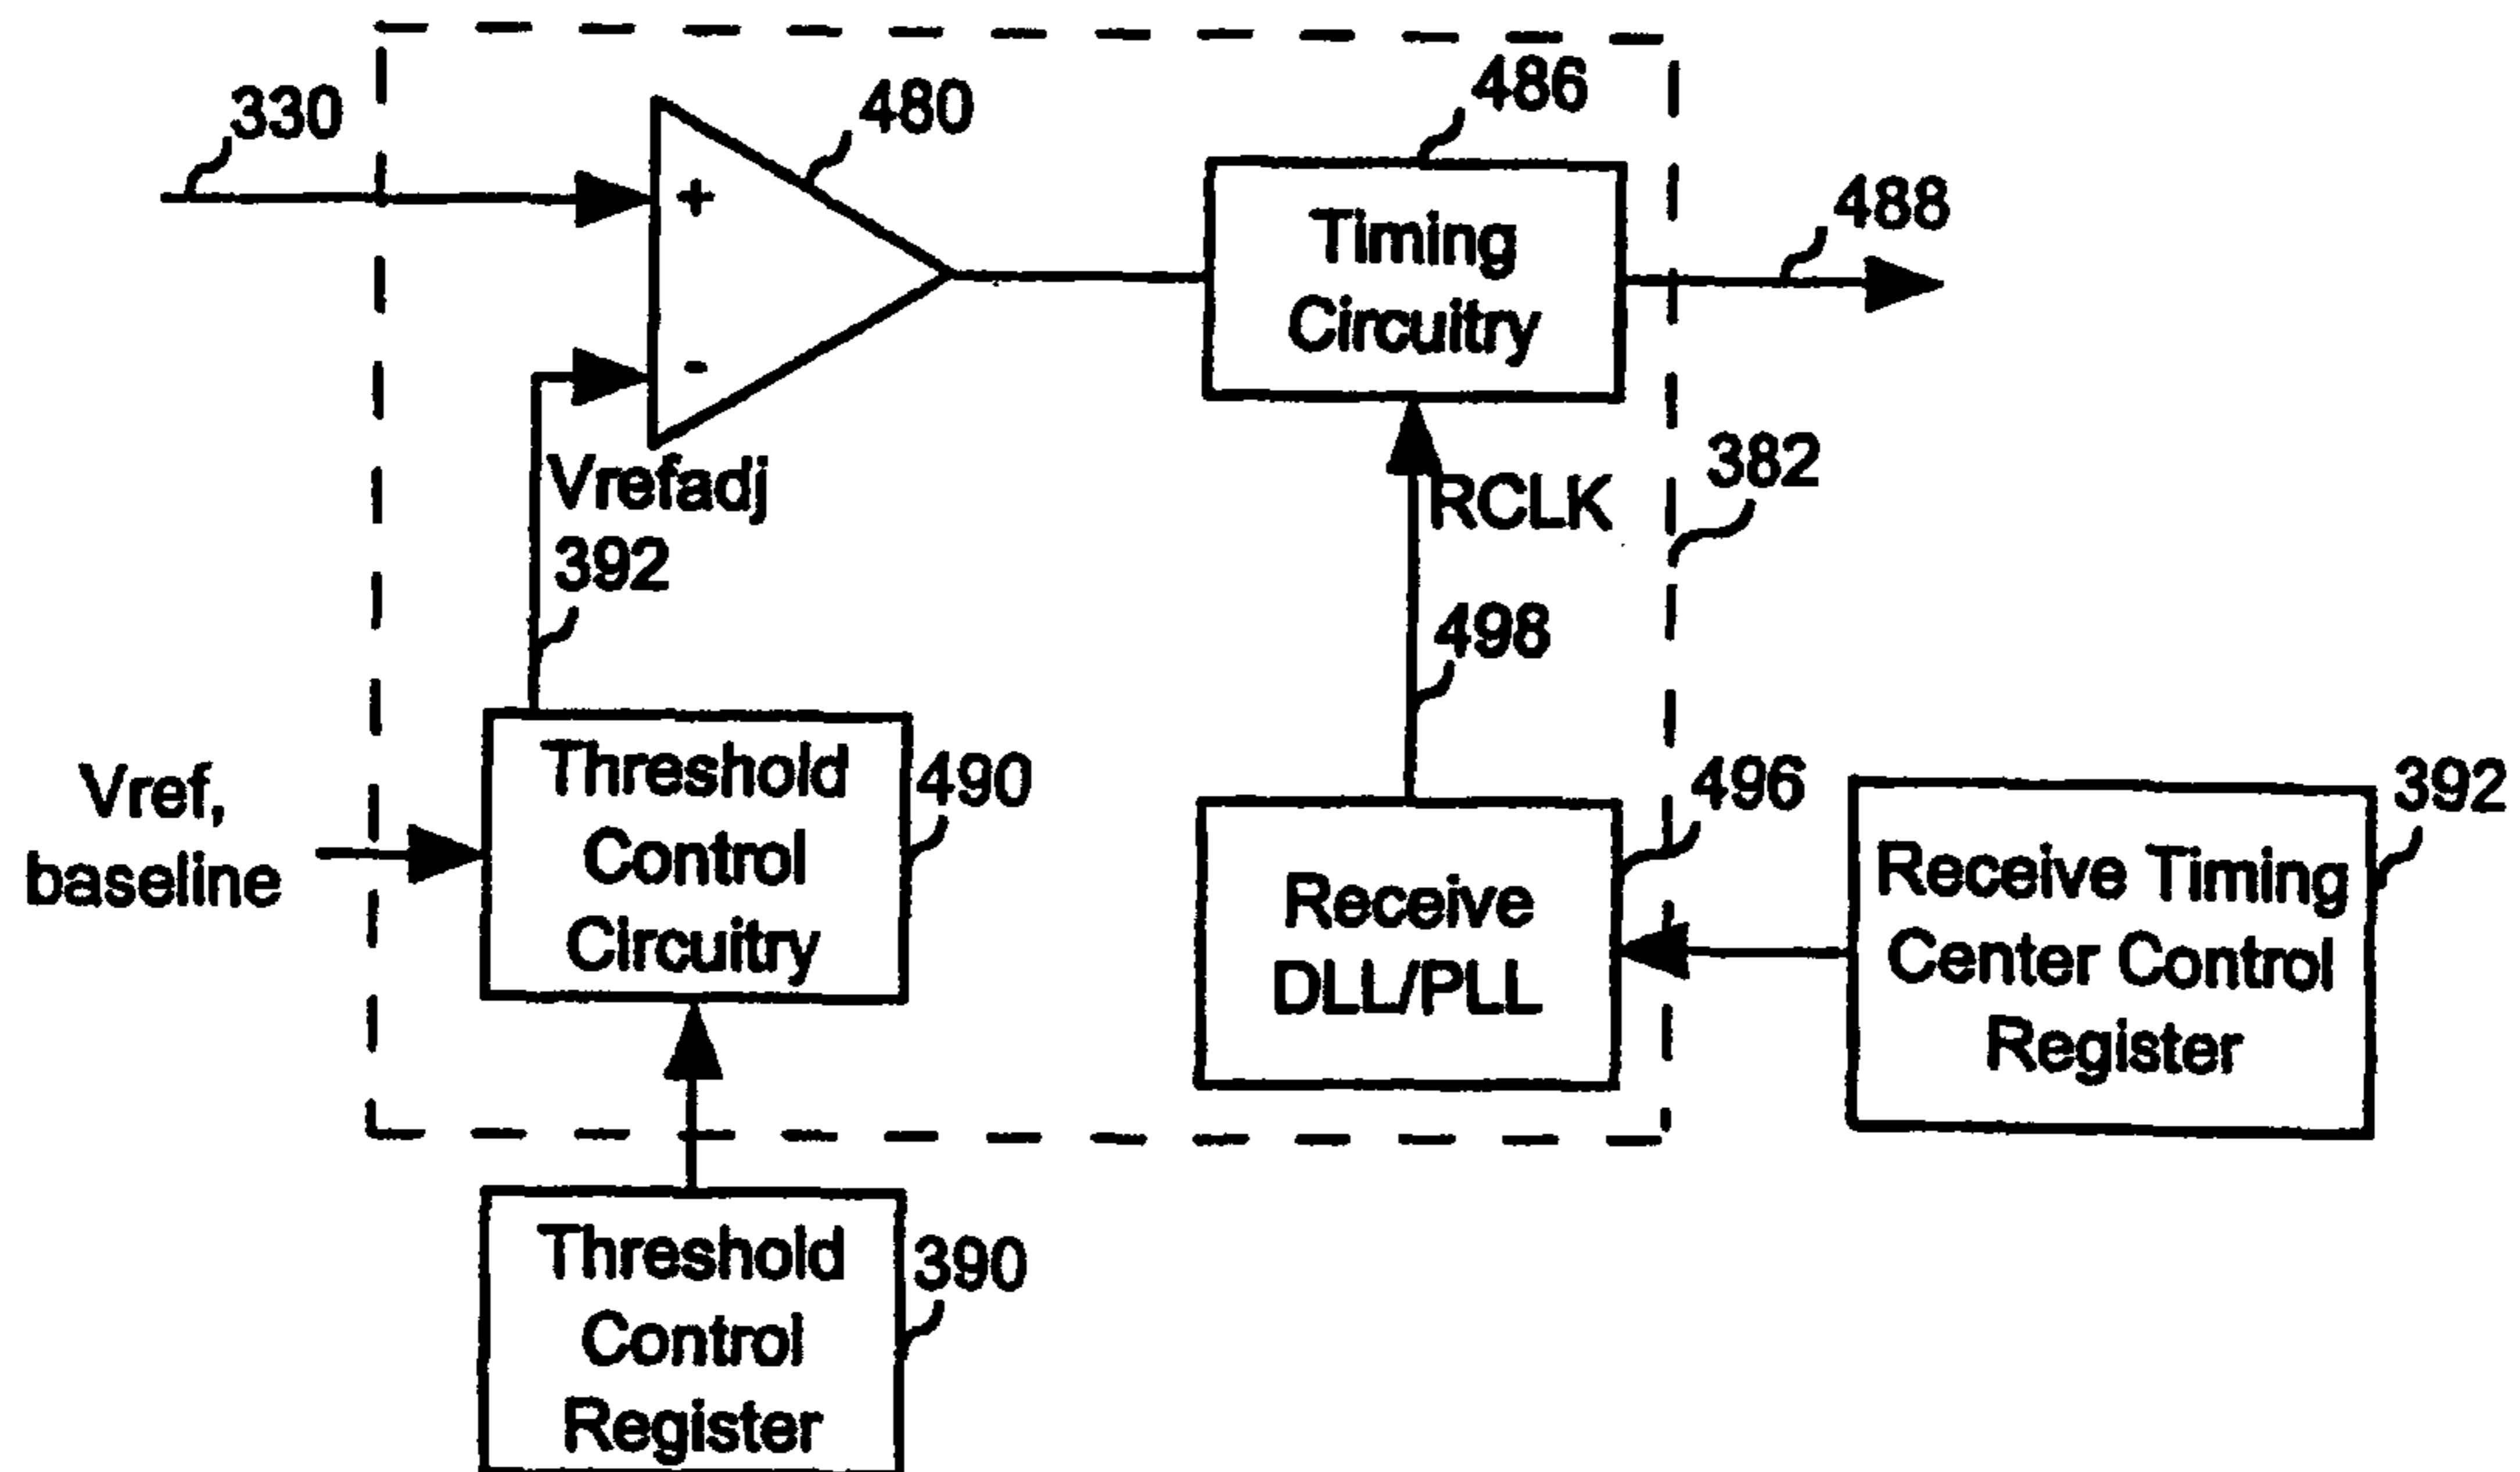 330
480
486
+
Timing
Circuitry
488
-
Vrefadj
392
RCLK
382
498
Vref,
baseline
Threshold
Control
Circuitry
490
Receive
DLL/PLL
496
Receive Timing
Center Control
Register
392
Threshold
Control
Register
390